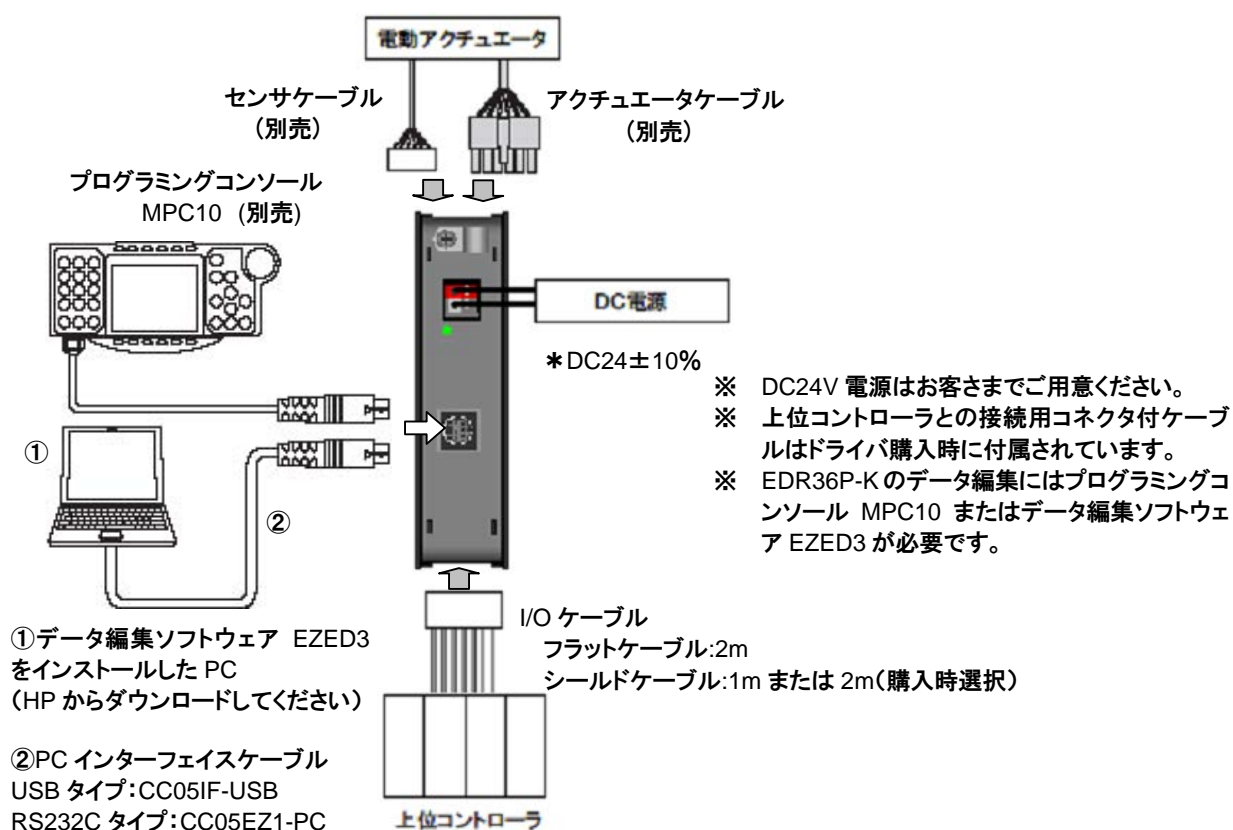 電動アクチュエータ
センサケーブル
（別売）
アクチュエータケーブル
（別売）
プログラミングコンソール
MPC10 (別売)
DC電源
＊DC24±10％
※ DC24V 電源はお客さまでご用意ください。
※ 上位コントローラとの接続用コネクタ付ケーブ
ルはドライバ購入時に付属されています。
※ EDR36P-K のデータ編集にはプログラミングコ
ンソール MPC10 またはデータ編集ソフトウェ
ア EZED3 が必要です。
①
②
①データ編集ソフトウェア EZED3
をインストールした PC
（HP からダウンロードしてください）
②PC インターフェイスケーブル
USB タイプ：CC05IF-USB
RS232C タイプ：CC05EZ1-PC
I/O ケーブル
フラットケーブル:2m
シールドケーブル:1m または 2m（購入時選択）
上位コントローラ